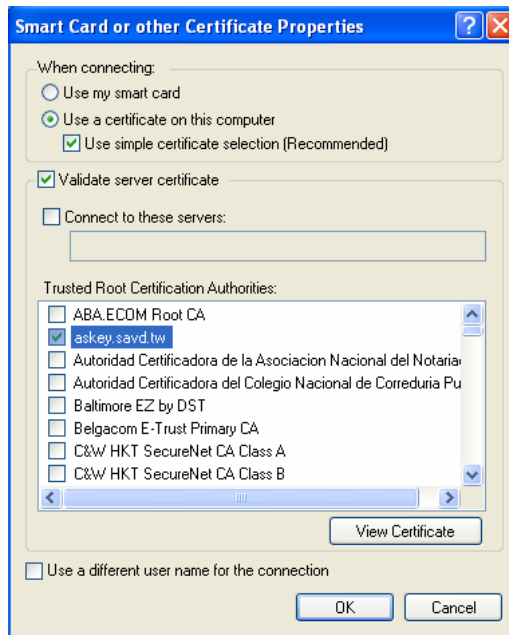 Smart Card or other Certificate Properties
When connecting:
Use my smart card
Use a certificate on this computer
Use simple certificate selection (Recommended)
Validate server certificate
Connect to these servers:
Trusted Root Certification Authorities:
ABA.ECOM Root CA
askey.savd.tw
Autoridad Certificadora de la Asociacion Nacional del Notaria
Autoridad Certificadora del Colegio Nacional de Correduria Pu
Baltimore EZ by DST
Belgacom E-Trust Primary CA
C&W HKT SecureNet CA Class A
C&W HKT SecureNet CA Class B
View Certificate
Use a different user name for the connection
OK Cancel